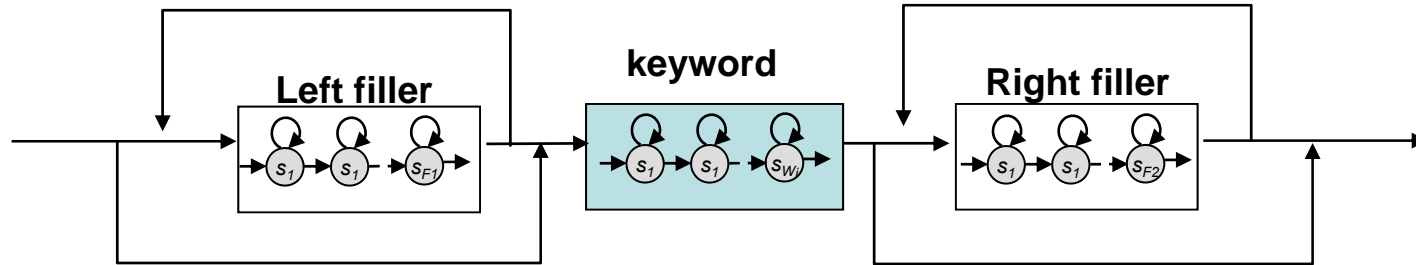 keyword
Left filler
Right filler
s1 s1 sF1
s1 s1 sWi
s1 s1 sF2